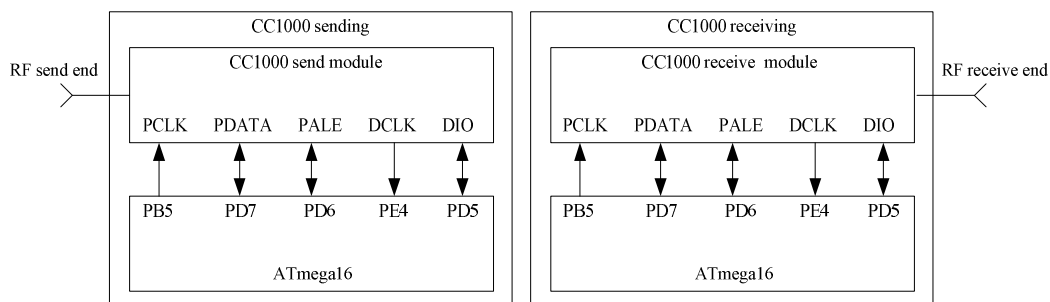 CC1000 sending
CC1000 send module
RF send end
PCLK PDATA PALE DCLK DIO
PB5 PD7 PD6 PE4 PD5
ATmega16
CC1000 receiving
CC1000 receive module
RF receive end
PCLK PDATA PALE DCLK DIO
PB5 PD7 PD6 PE4 PD5
ATmega16